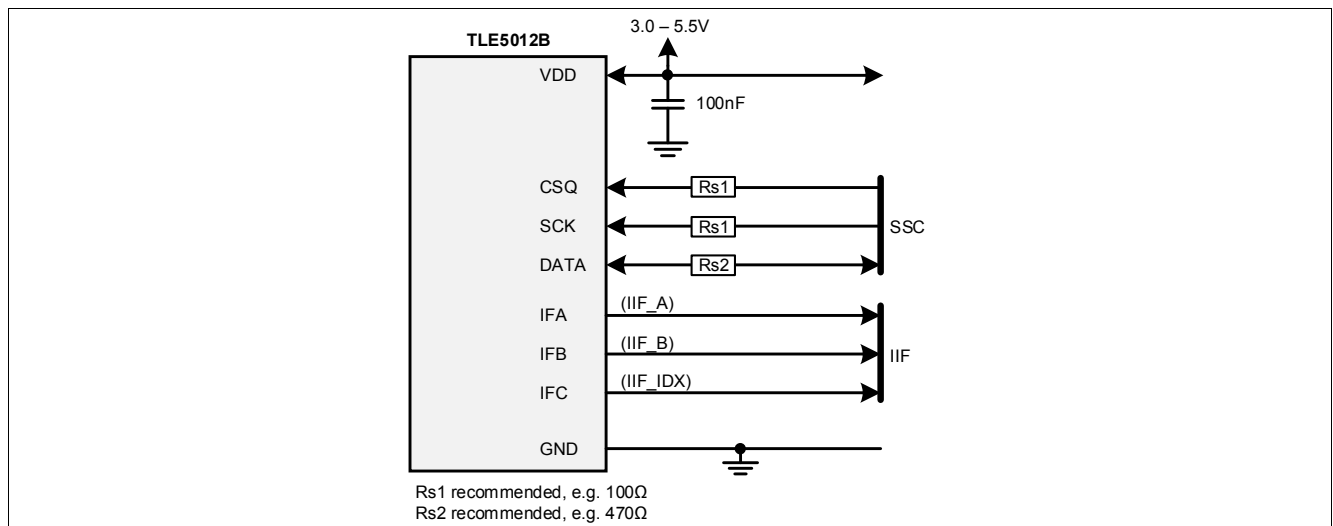 3.0 – 5.5V
TLE5012B
VDD
100nF
CSQ
Rs1
SCK
Rs1
SSC
DATA
Rs2
IFA
(IIF_A)
IFB
(IIF_B)
IIF
IFC
(IIF_IDX)
GND
Rs1 recommended, e.g. 100Ω
Rs2 recommended, e.g. 470Ω